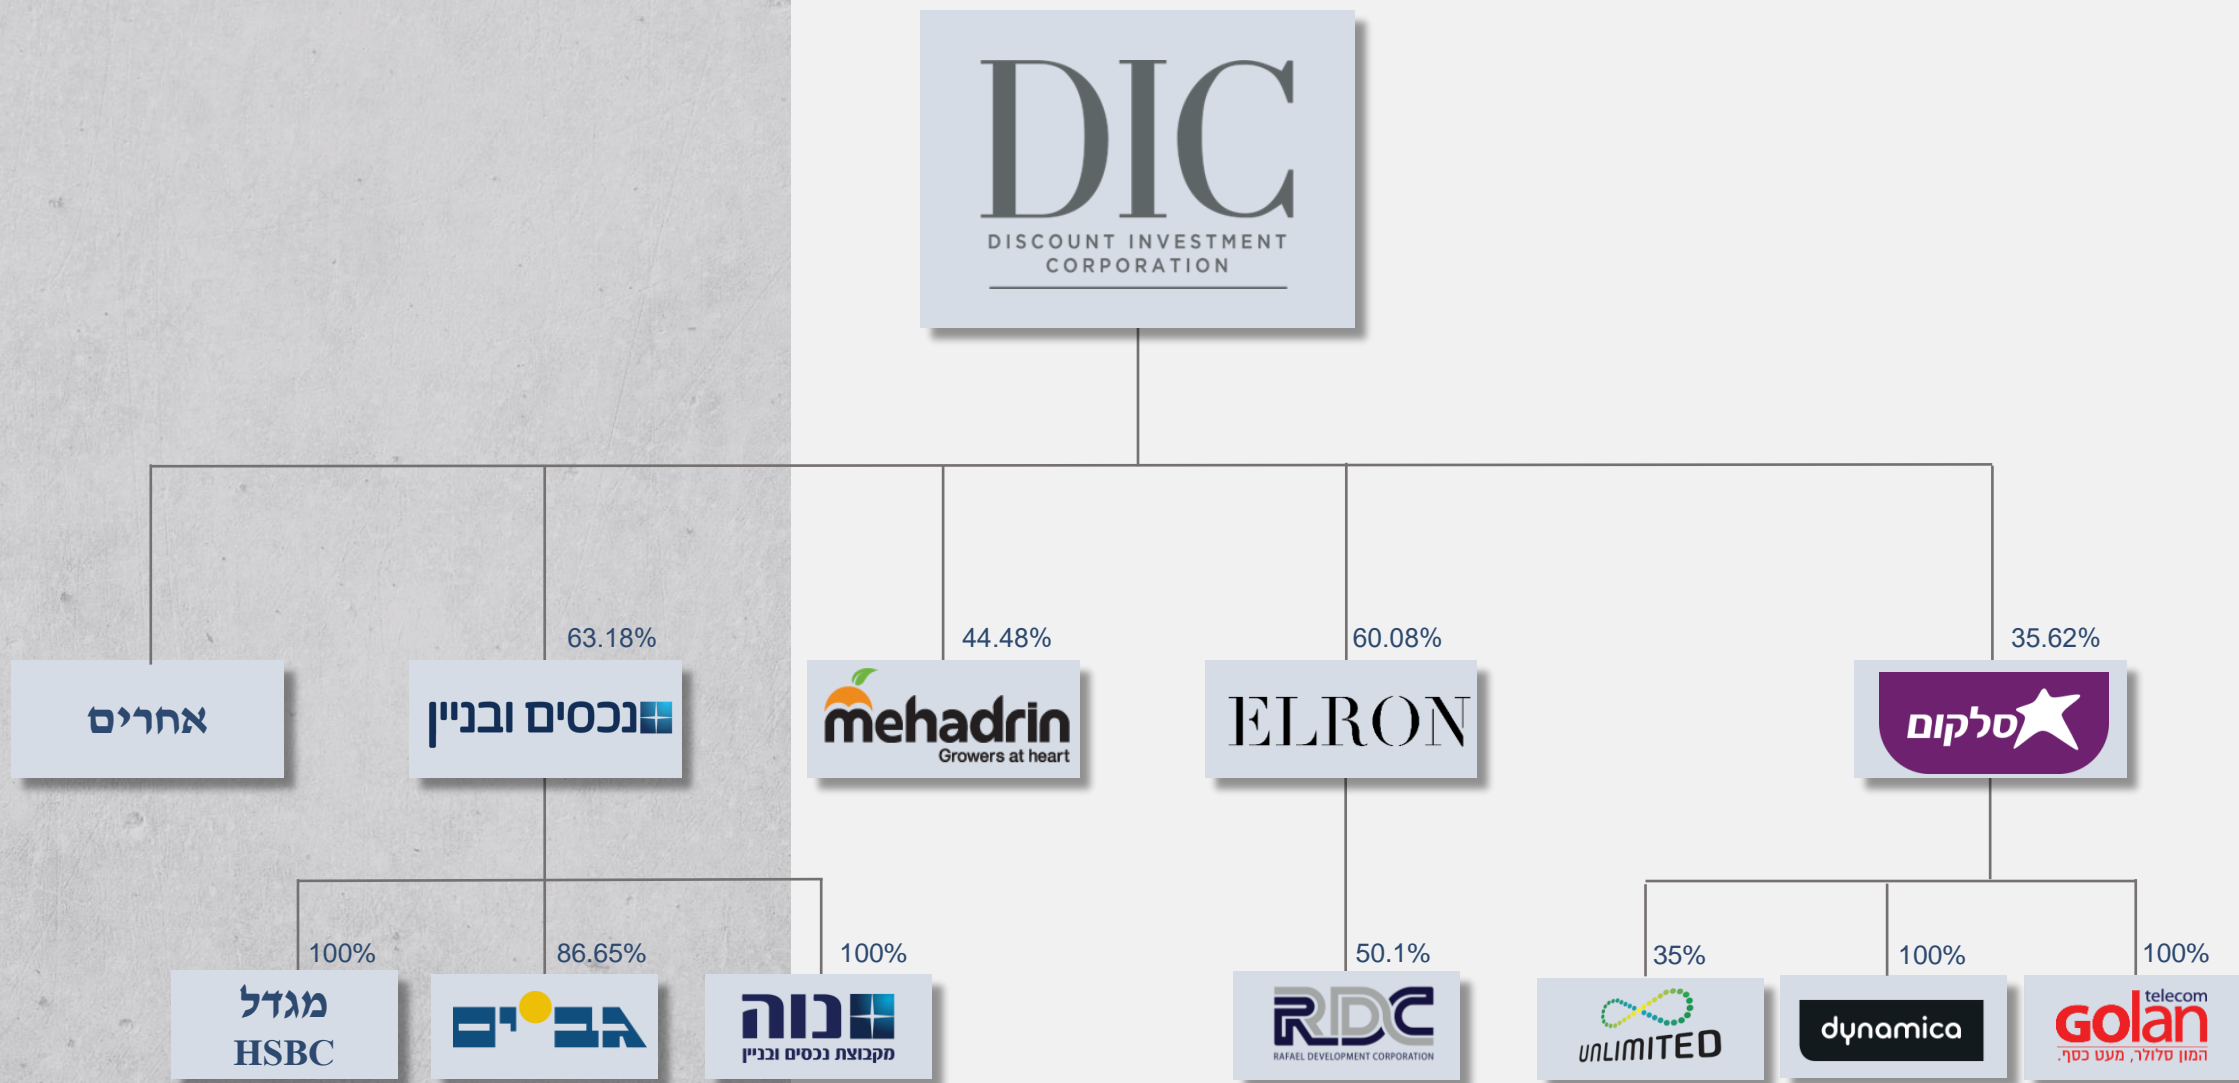 DIC
DISCOUNT INVESTMENT
CORPORATION
63.18%
44.48%
60.08%
35.62%
אחרים
נכסים ובניין
mehadrin
Growers at heart
ELRON
סלקום
100%
86.65%
100%
50.1%
35%
100%
100%
מגדל
HSBC
גב־ים
נוה
מקבוצת נכסים ובניין
RDC
RAFAEL DEVELOPMENT CORPORATION
UNLIMITED
dynamica
telecom
Golan
המון סלולר, מעט כסף.